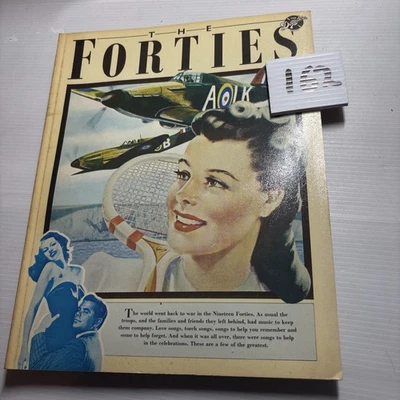 THE
FORTIES
162
A LK
B
The world went back to war in the Nineteen Forties. As usual the
troops, and the families and friends they left behind, had music to keep
them company. Love songs, torch songs, songs to help you remember and
some to help forget. And when it was all over, there were songs to help
in the celebrations. These are a few of the greatest.